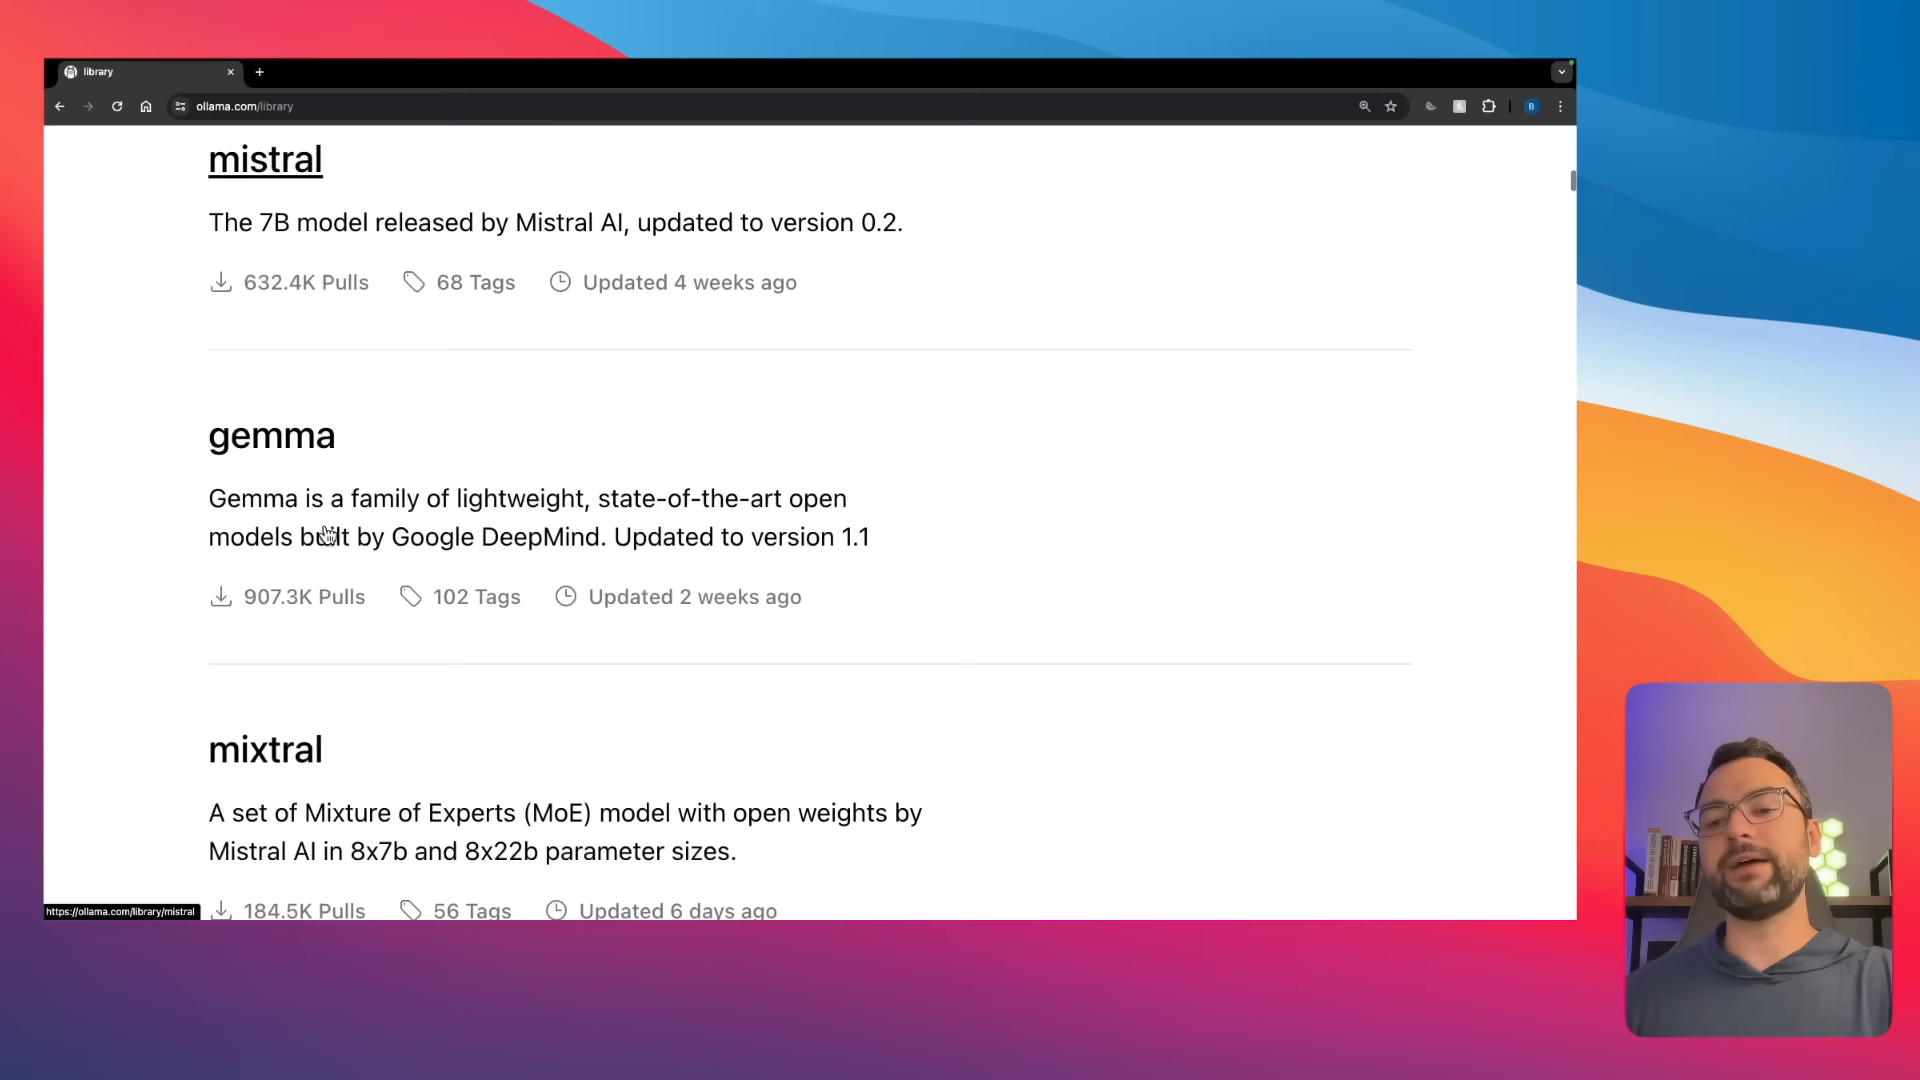 library
ollama.com/library
B
mistral
The 7B model released by Mistral AI, updated to version 0.2.
632.4K Pulls 68 Tags Updated 4 weeks ago
gemma
Gemma is a family of lightweight, state-of-the-art open
models built by Google DeepMind. Updated to version 1.1
907.3K Pulls 102 Tags Updated 2 weeks ago
mixtral
A set of Mixture of Experts (MoE) model with open weights by
Mistral AI in 8x7b and 8x22b parameter sizes.
https://ollama.com/library/mistral 184.5K Pulls 56 Tags Updated 6 days ago